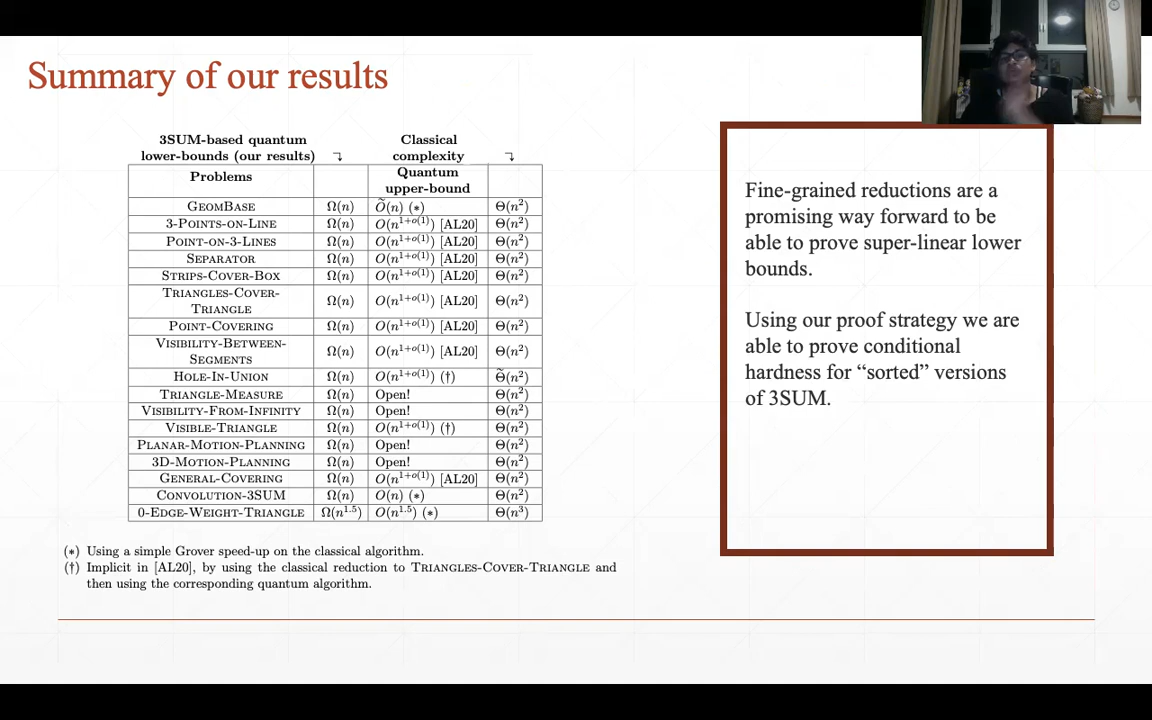 Summary of our results
3SUM-based quantum
lower-bounds (our results) ↴
Classical
complexity ↴
Problems
Quantum
upper-bound
GEOMBASE Ω(n) Õ(n) (∗) Θ(n²)
3-POINTS-ON-LINE Ω(n) O(n^{1+o(1)}) [AL20] Θ(n²)
POINT-ON-3-LINES Ω(n) O(n^{1+o(1)}) [AL20] Θ(n²)
SEPARATOR Ω(n) O(n^{1+o(1)}) [AL20] Θ(n²)
STRIPS-COVER-BOX Ω(n) O(n^{1+o(1)}) [AL20] Θ(n²)
TRIANGLES-COVER-
TRIANGLE Ω(n) O(n^{1+o(1)}) [AL20] Θ(n²)
POINT-COVERING Ω(n) O(n^{1+o(1)}) [AL20] Θ(n²)
VISIBILITY-BETWEEN-
SEGMENTS Ω(n) O(n^{1+o(1)}) [AL20] Θ(n²)
HOLE-IN-UNION Ω(n) O(n^{1+o(1)}) (†) Θ̃(n²)
TRIANGLE-MEASURE Ω(n) Open! Θ(n²)
VISIBILITY-FROM-INFINITY Ω(n) Open! Θ(n²)
VISIBLE-TRIANGLE Ω(n) O(n^{1+o(1)}) (†) Θ(n²)
PLANAR-MOTION-PLANNING Ω(n) Open! Θ(n²)
3D-MOTION-PLANNING Ω(n) Open! Θ(n²)
GENERAL-COVERING Ω(n) O(n^{1+o(1)}) [AL20] Θ(n²)
CONVOLUTION-3SUM Ω(n) O(n) (∗) Θ(n²)
0-EDGE-WEIGHT-TRIANGLE Ω(n^{1.5}) O(n^{1.5}) (∗) Θ(n³)
(∗) Using a simple Grover speed-up on the classical algorithm.
(†) Implicit in [AL20], by using the classical reduction to TRIANGLES-COVER-TRIANGLE and
then using the corresponding quantum algorithm.
Fine-grained reductions are a
promising way forward to be
able to prove super-linear lower
bounds.
Using our proof strategy we are
able to prove conditional
hardness for “sorted” versions
of 3SUM.